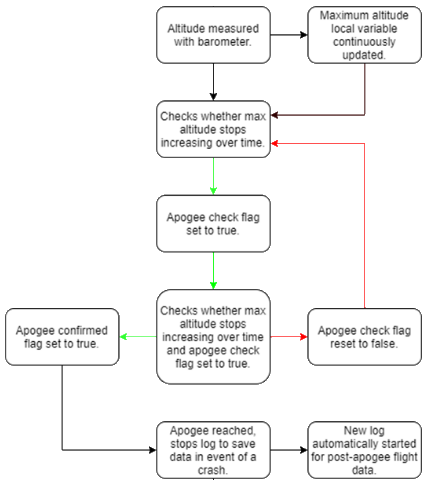 Altitude measured
with barometer.
Maximum altitude
local variable
continuously
updated.
Checks whether max
altitude stops
increasing over time.
Apogee check flag
set to true.
Checks whether max
altitude stops
increasing over time
and apogee check
flag set to true.
Apogee confirmed
flag set to true.
Apogee check flag
reset to false.
Apogee reached,
stops log to save
data in event of a
crash.
New log
automatically started
for post-apogee flight
data.